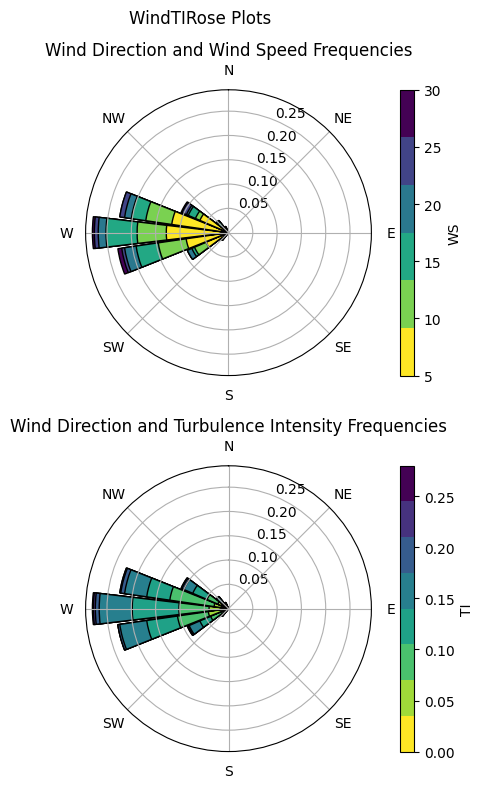 WindTIRose Plots
Wind Direction and Wind Speed Frequencies
N
NW
NE
0.25
0.20
0.15
0.10
0.05
W
E
SW
SE
S
30
25
20
15
10
5
WS
Wind Direction and Turbulence Intensity Frequencies
N
NW
NE
0.25
0.20
0.15
0.10
0.05
W
E
SW
SE
S
0.25
0.20
0.15
0.10
0.05
0.00
TI